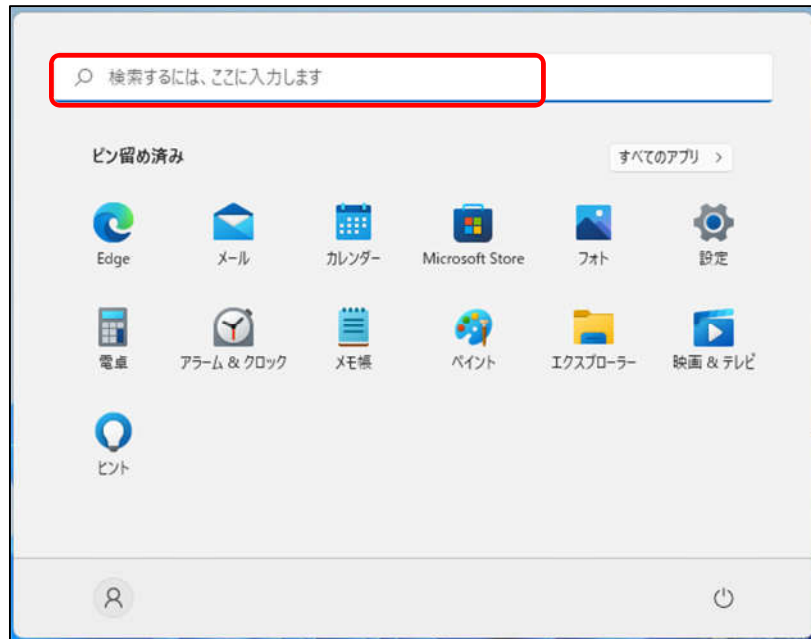 検索するには、ここに入力します
ピン留め済み
すべてのアプリ >
Edge
メール
カレンダー
Microsoft Store
フォト
設定
電卓
アラーム & クロック
メモ帳
ペイント
エクスプローラー
映画 & テレビ
ヒント